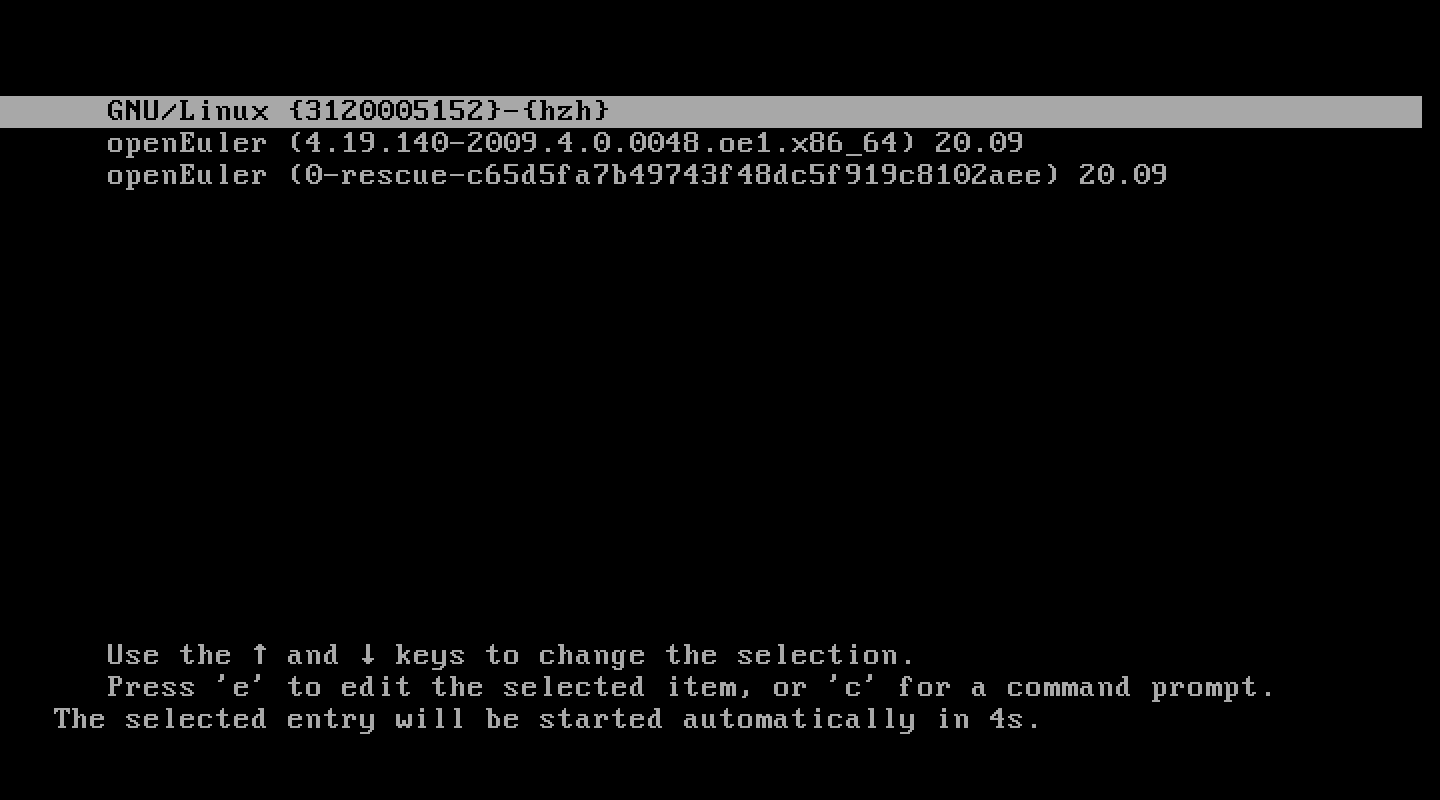 GNU/Linux {3120005152}-{hzh}
openEuler (4.19.140-2009.4.0.0048.oe1.x86_64) 20.09
openEuler (0-rescue-c65d5fa7b49743f48dc5f919c8102aee) 20.09
Use the ↑ and ↓ keys to change the selection.
Press 'e' to edit the selected item, or 'c' for a command prompt.
The selected entry will be started automatically in 4s.